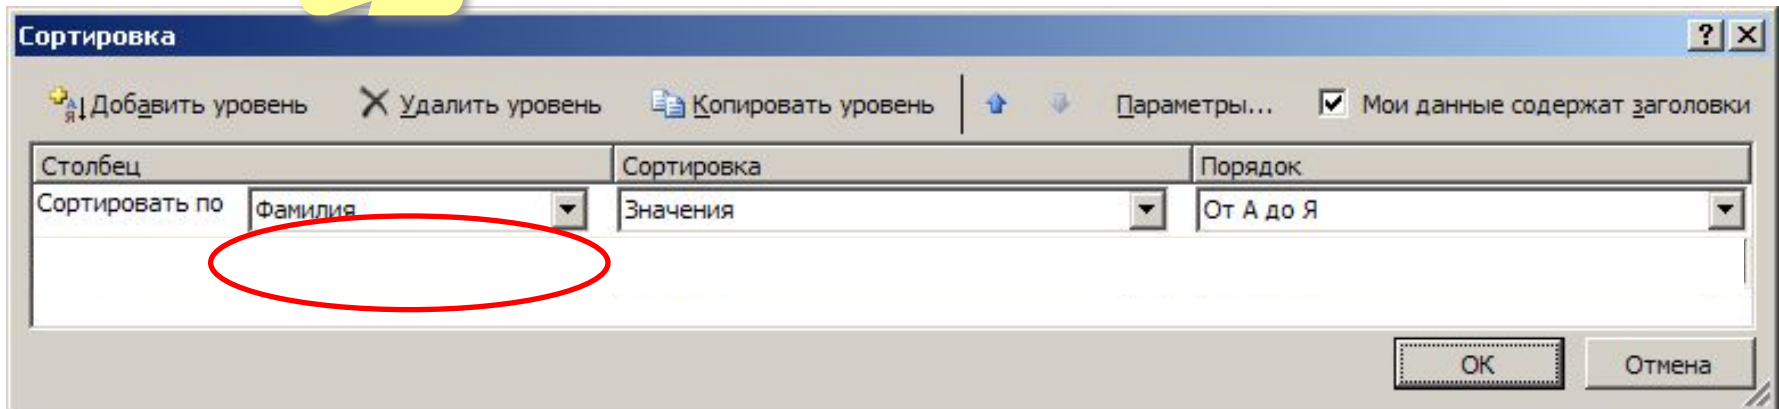 Сортировка
Добавить уровень Удалить уровень Копировать уровень Параметры... Мои данные содержат заголовки
Столбец Сортировка Порядок
Сортировать по Фамилия Значения От А до Я
ОК Отмена